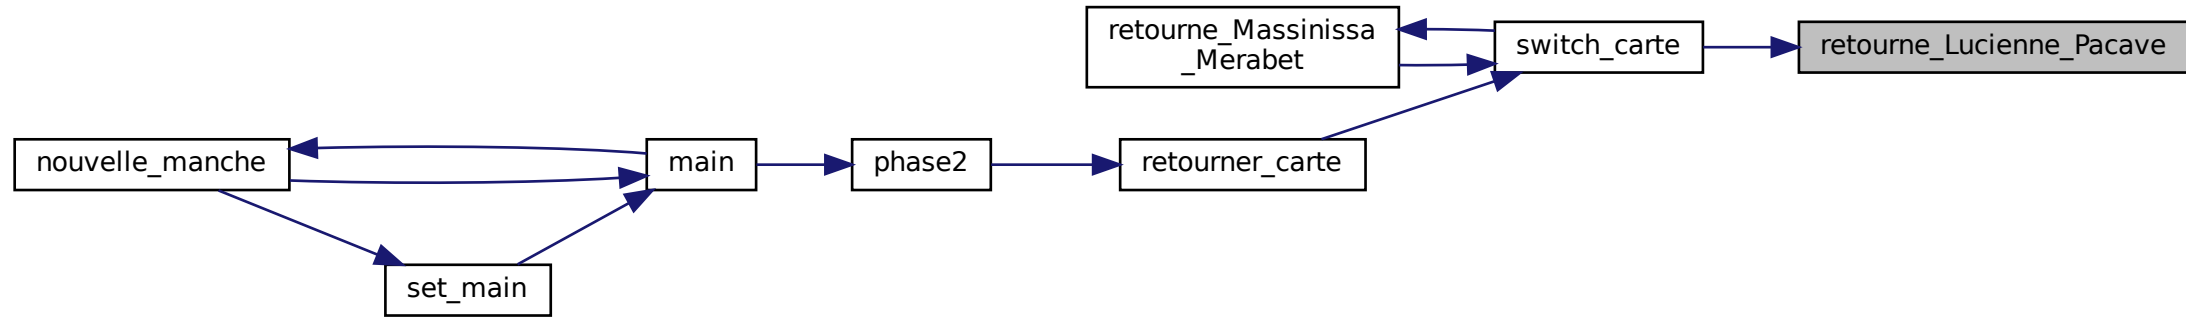 retourne_Massinissa
_Merabet
switch_carte
retourne_Lucienne_Pacave
nouvelle_manche
main
phase2
retourner_carte
set_main